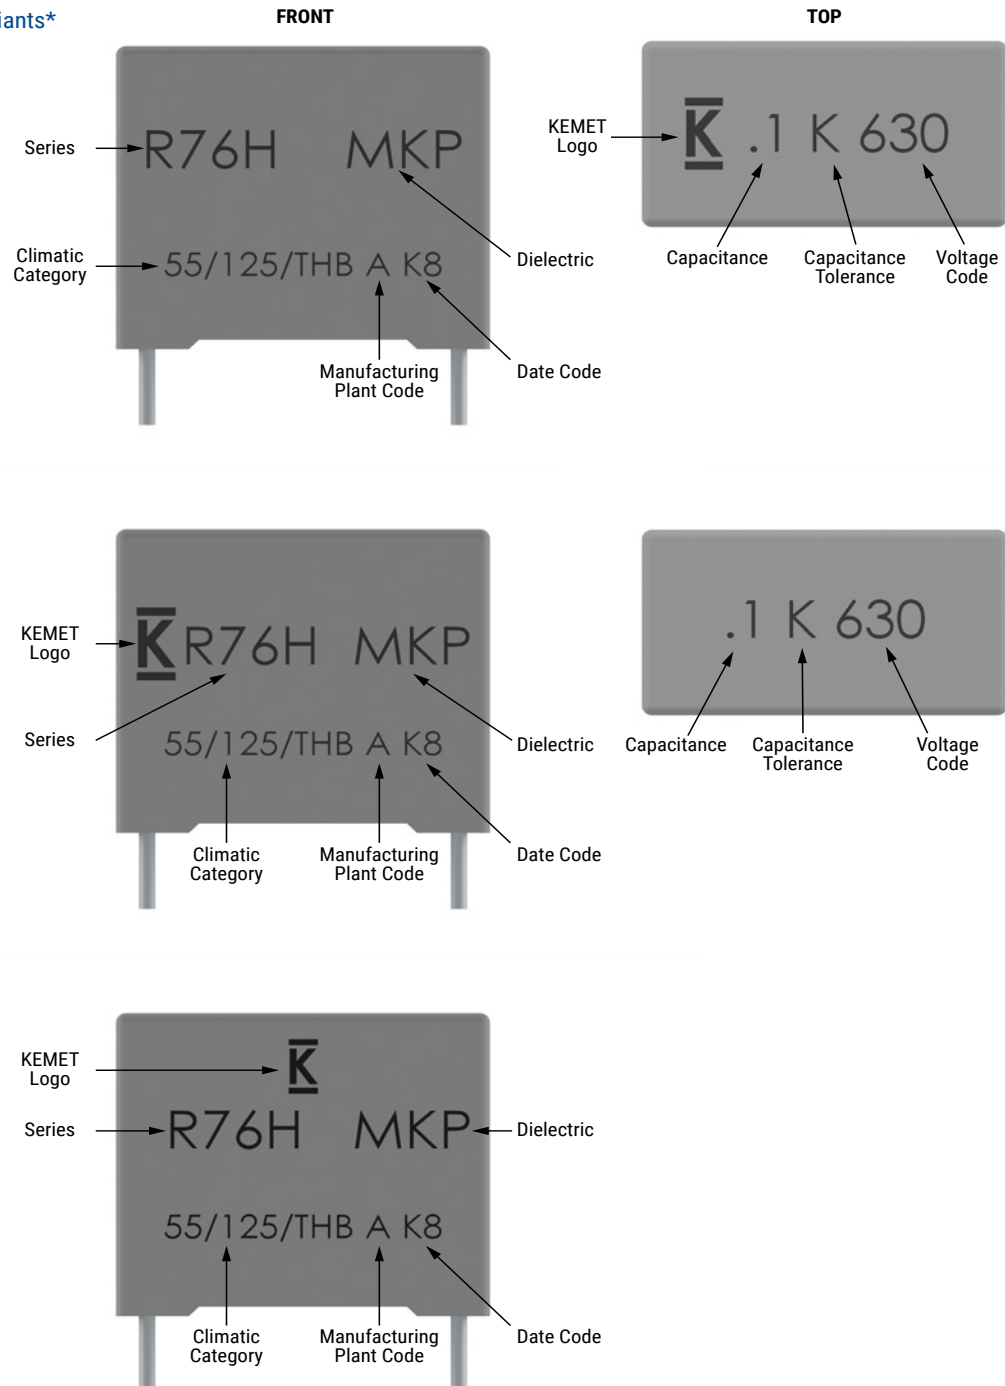 iants*
FRONT
TOP
R76H MKP
55/125/THB A K8
Series
Climatic
Category
Dielectric
Manufacturing
Plant Code
Date Code
K .1 K 630
KEMET
Logo
Capacitance
Capacitance
Tolerance
Voltage
Code
K R76H MKP
55/125/THB A K8
KEMET
Logo
Series
Dielectric
Climatic
Category
Manufacturing
Plant Code
Date Code
.1 K 630
Capacitance
Capacitance
Tolerance
Voltage
Code
K
R76H MKP
55/125/THB A K8
KEMET
Logo
Series
Dielectric
Climatic
Category
Manufacturing
Plant Code
Date Code